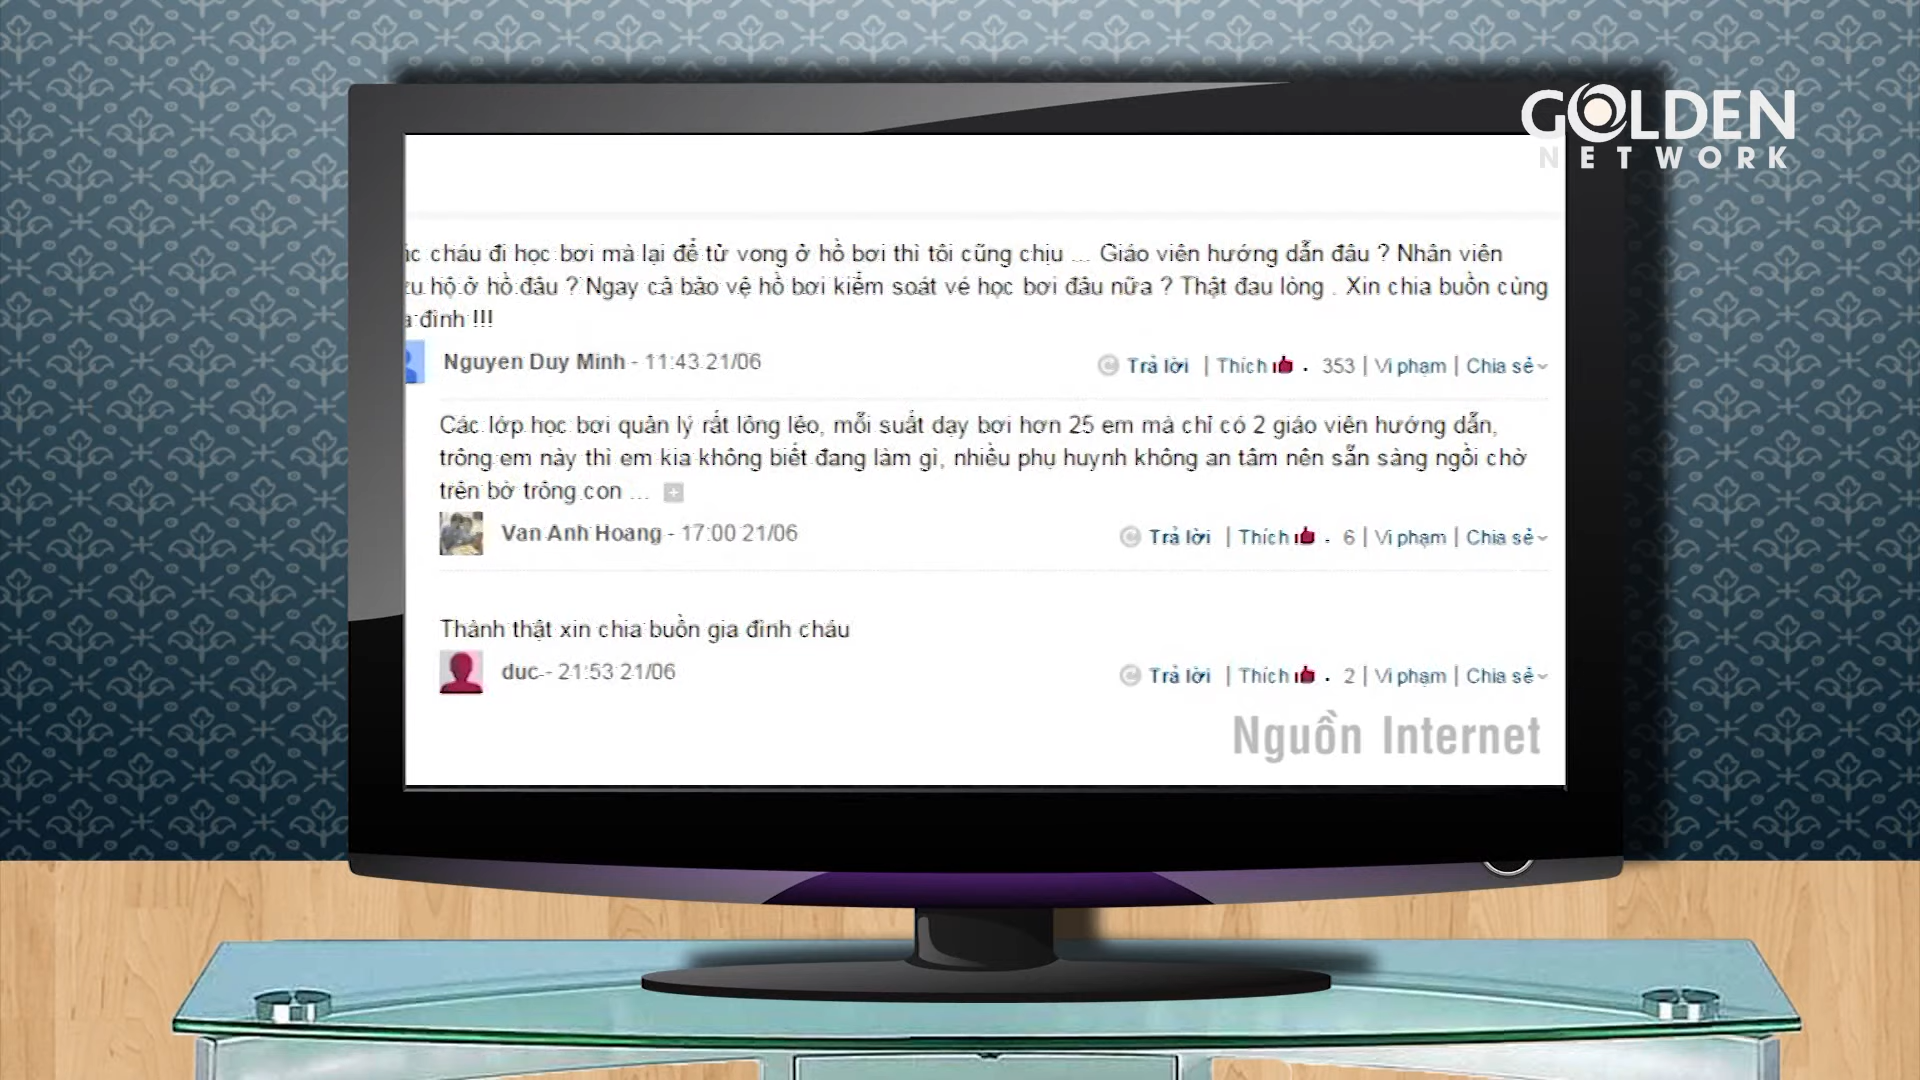 GOLDEN
NETWORK
cháu đi học bơi mà lại để tử vong ở hồ bơi thì tôi cũng chịu ... Giáo viên hướng dẫn đâu ? Nhân viên
hộ ở hồ đâu ? Ngay cả bảo vệ hồ bơi kiểm soát vé học bơi đâu nữa ? Thật đau lòng . Xin chia buồn cùng
đình !!!
Nguyen Duy Minh - 11:43 21/06
Trả lời | Thích . 353 | Vi phạm | Chia sẻ
Các lớp học bơi quản lý rất lỏng lẻo, mỗi suất dạy bơi hơn 25 em mà chỉ có 2 giáo viên hướng dẫn,
trông em này thì em kia không biết đang làm gì, nhiều phụ huynh không an tâm nên sẵn sàng ngồi chờ
trên bờ trông con ...
Van Anh Hoang - 17:00 21/06
Trả lời | Thích . 6 | Vi phạm | Chia sẻ
Thành thật xin chia buồn gia đình cháu
duc - 21:53 21/06
Trả lời | Thích . 2 | Vi phạm | Chia sẻ
Nguồn Internet